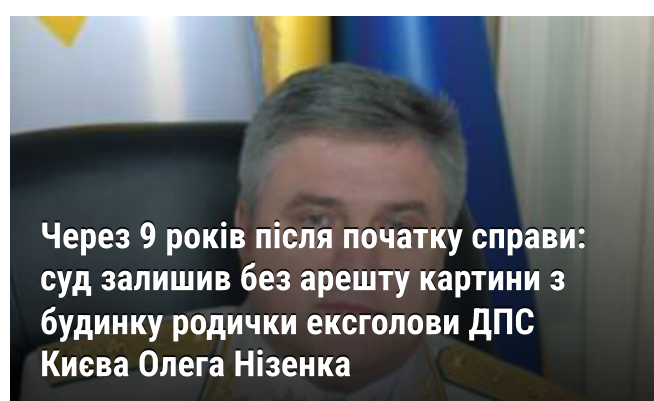 Через 9 років після початку справи:
суд залишив без арешту картини з
будинку родички ексголови ДПС
Києва Олега Нізенка